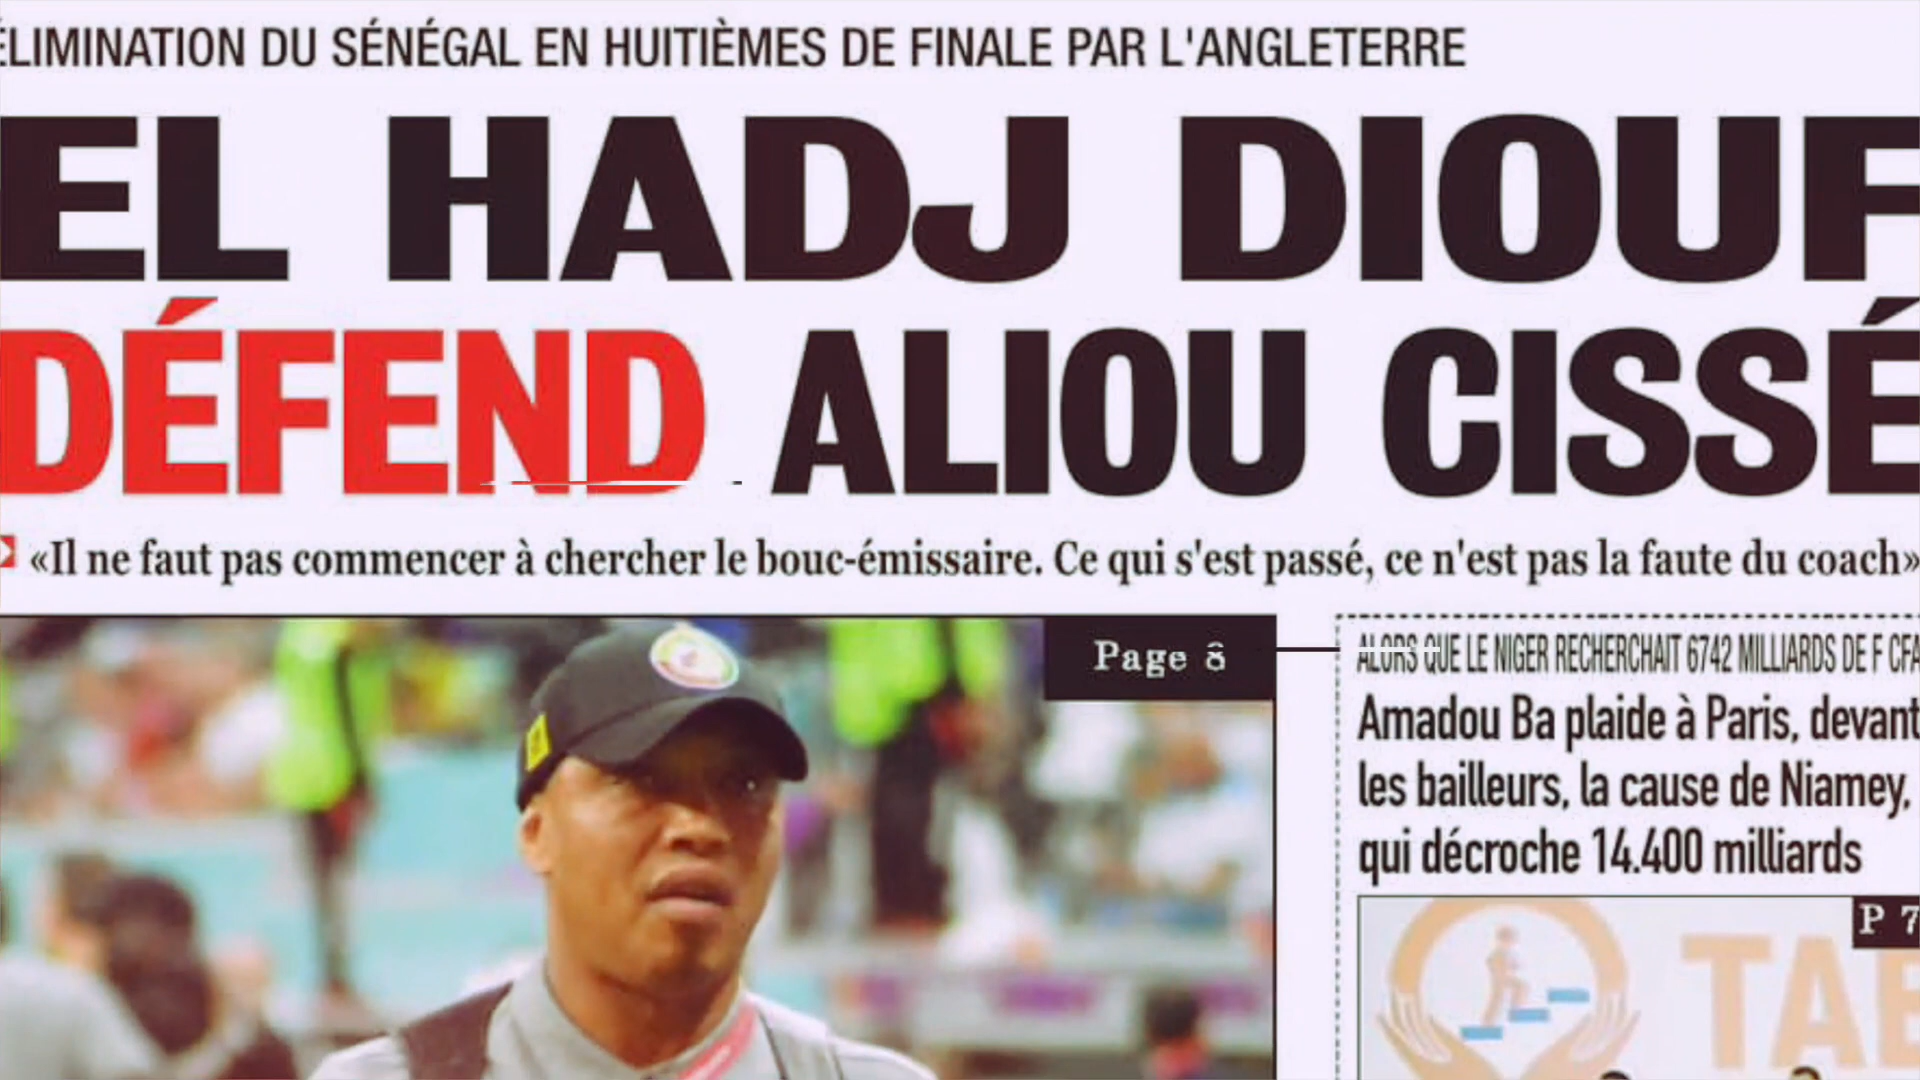 ÉLIMINATION DU SÉNÉGAL EN HUITIÈMES DE FINALE PAR L'ANGLETERRE
EL HADJ DIOUF
DÉFEND ALIOU CISSÉ
«Il ne faut pas commencer à chercher le bouc-émissaire. Ce qui s'est passé, ce n'est pas la faute du coach»
Page 8
ALORS QUE LE NIGER RECHERCHAIT 6742 MILLIARDS DE F CFA
Amadou Ba plaide à Paris, devant
les bailleurs, la cause de Niamey,
qui décroche 14.400 milliards
P 7
TAB